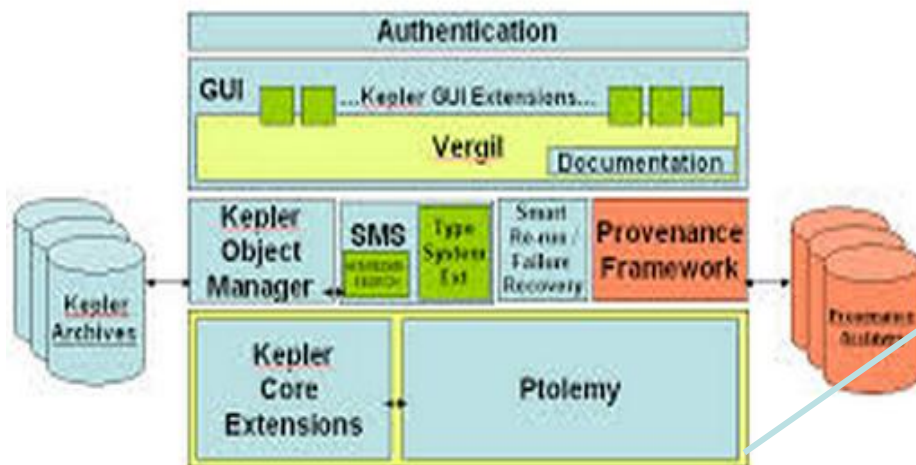 Authentication
GUI
...Kepler GUI Extensions...
Vergil
Documentation
Kepler
Object
Manager
SMS
Type
System
Ext
Smart
Re-run /
Failure
Recovery
Provenance
Framework
Kepler
Archives
Provenance
Kepler
Core
Extensions
Ptolemy